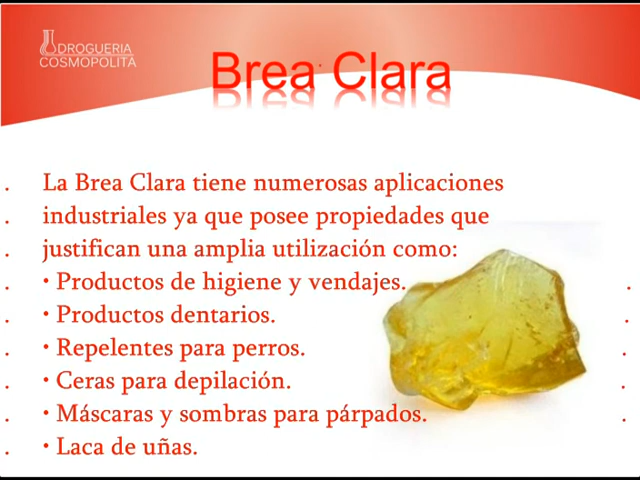 DROGUERIA
COSMOPOLITA
Brea Clara
La Brea Clara tiene numerosas aplicaciones
industriales ya que posee propiedades que
justifican una amplia utilización como:
• Productos de higiene y vendajes.
• Productos dentarios.
• Repelentes para perros.
• Ceras para depilación.
• Máscaras y sombras para párpados.
• Laca de uñas.